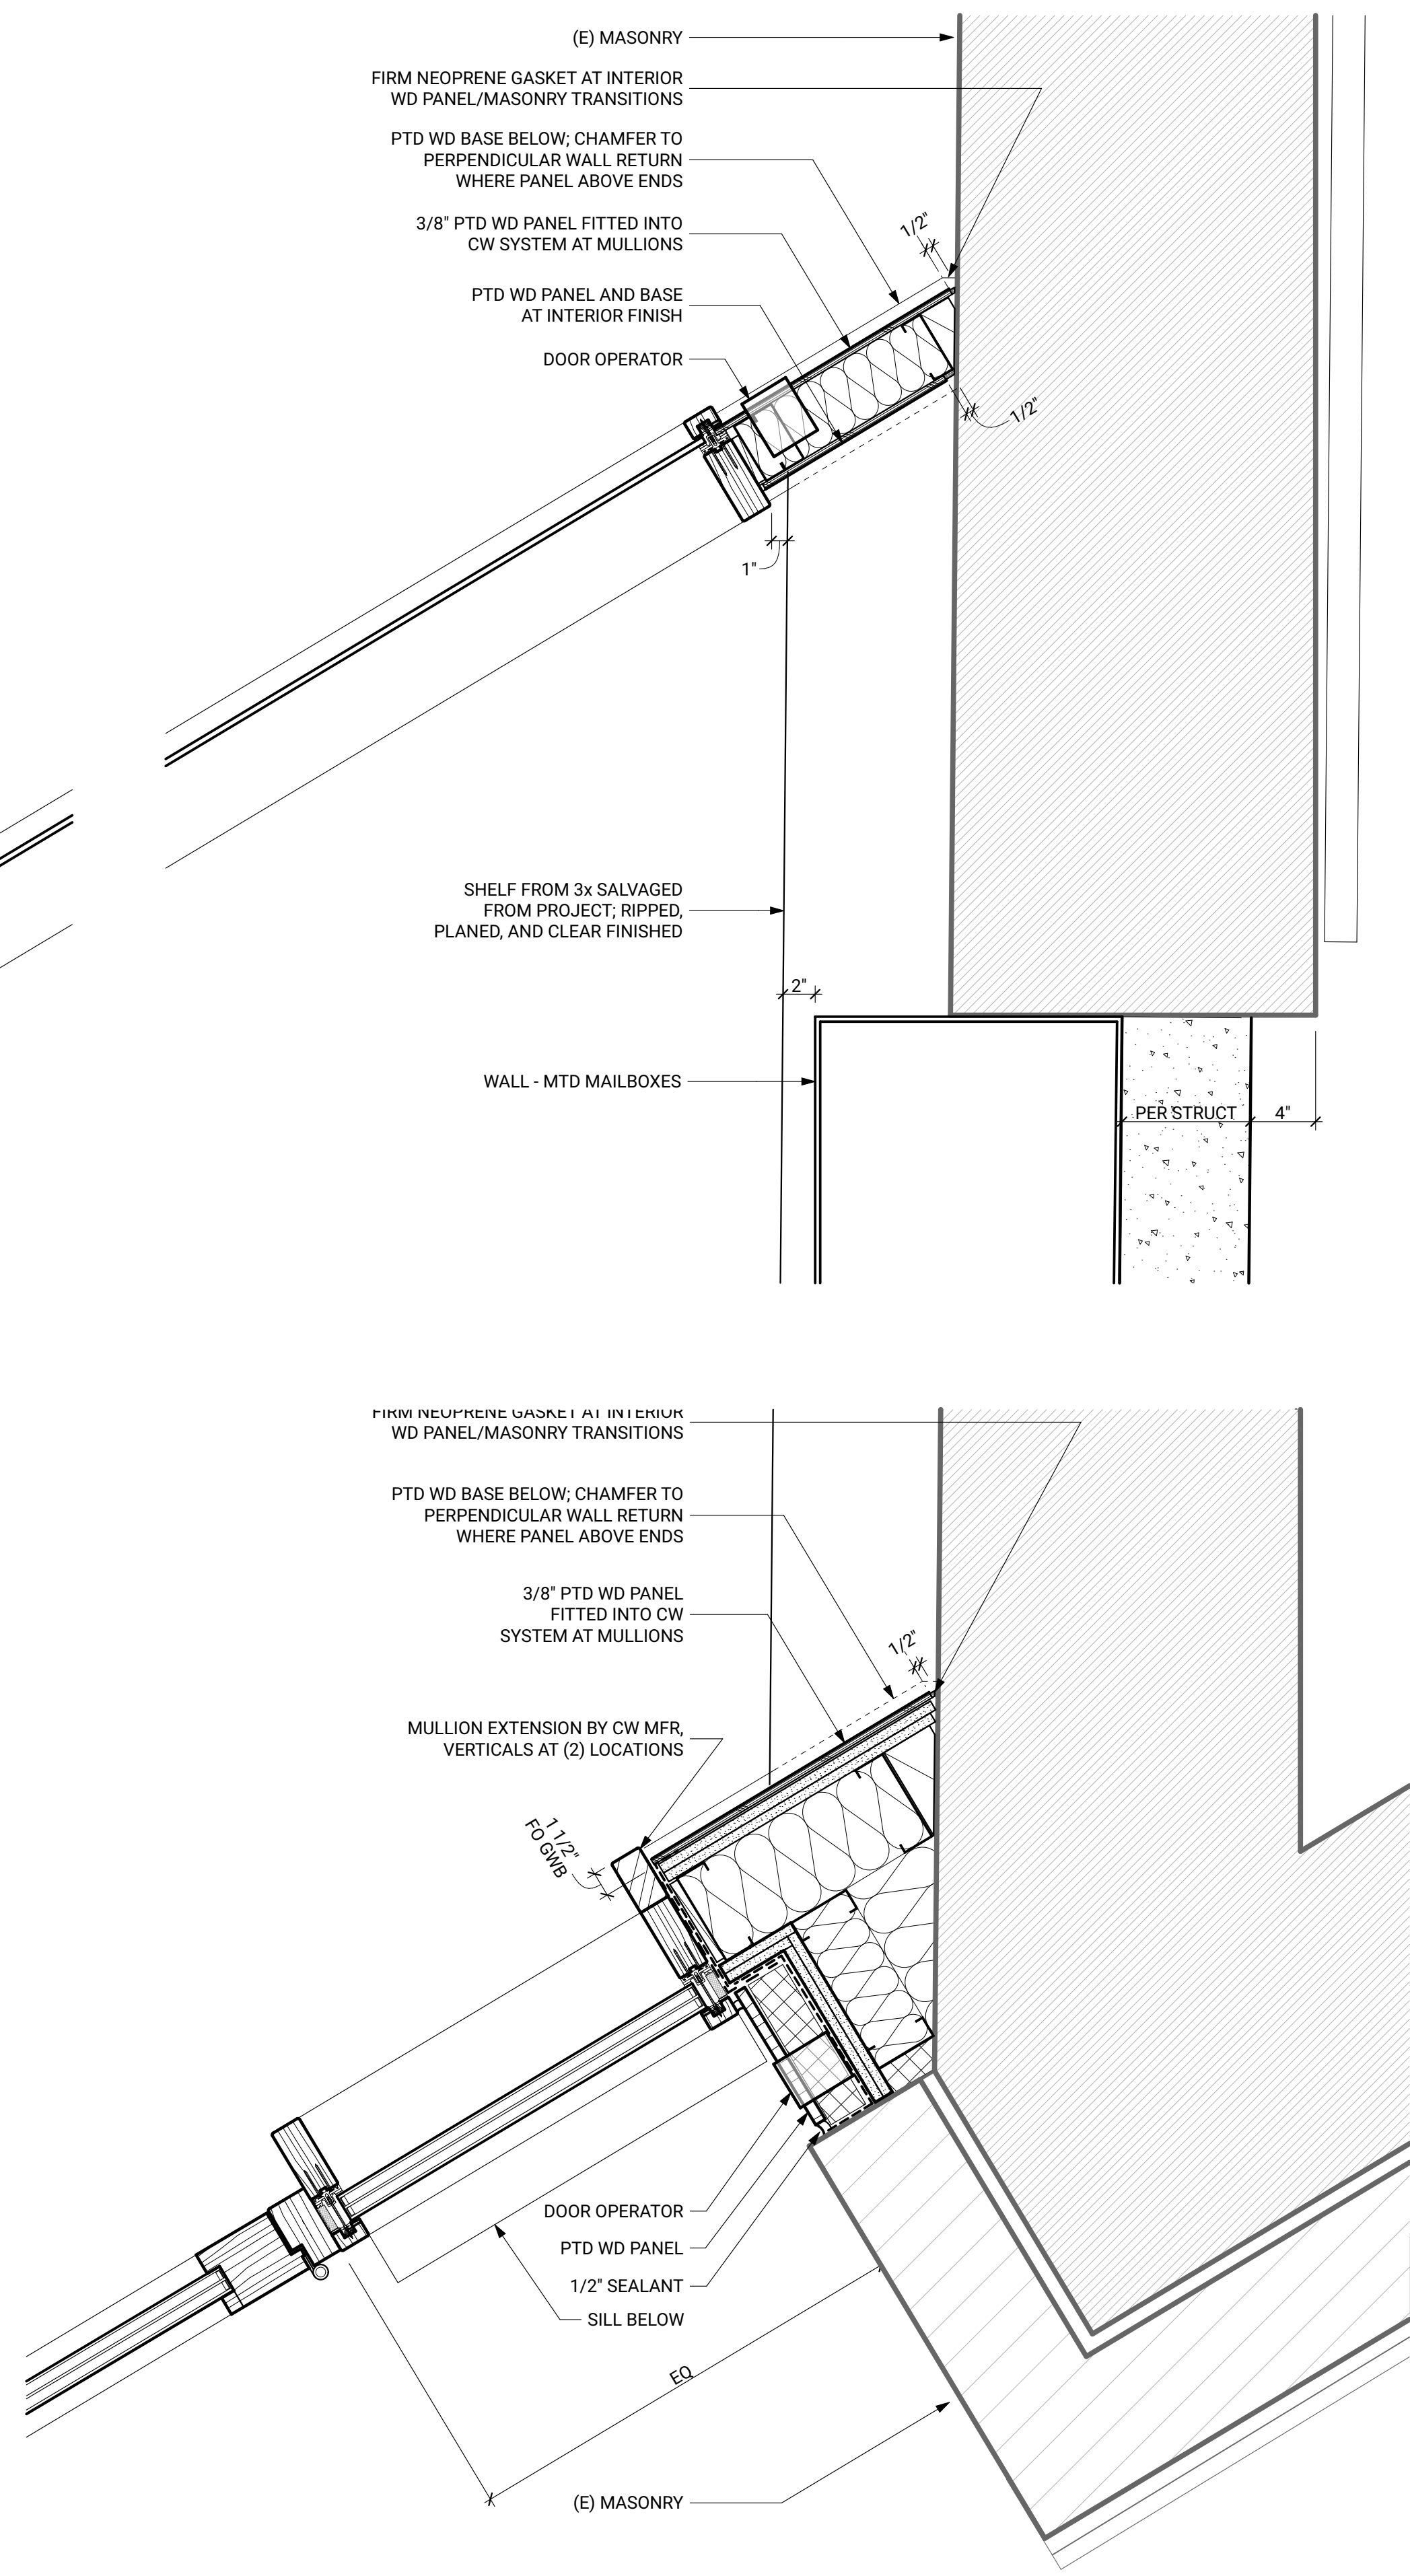 (E) MASONRY
FIRM NEOPRENE GASKET AT INTERIOR
WD PANEL/MASONRY TRANSITIONS
PTD WD BASE BELOW; CHAMFER TO
PERPENDICULAR WALL RETURN
WHERE PANEL ABOVE ENDS
1/2"
3/8" PTD WD PANEL FITTED INTO
CW SYSTEM AT MULLIONS
PTD WD PANEL AND BASE
AT INTERIOR FINISH
DOOR OPERATOR
1/2"
1"
SHELF FROM 3x SALVAGED
FROM PROJECT; RIPPED,
PLANED, AND CLEAR FINISHED
2"
WALL - MTD MAILBOXES
PER STRUCT
4"
FIRM NEOPRENE GASKET AT INTERIOR
WD PANEL/MASONRY TRANSITIONS
PTD WD BASE BELOW; CHAMFER TO
PERPENDICULAR WALL RETURN
WHERE PANEL ABOVE ENDS
3/8" PTD WD PANEL
FITTED INTO CW
SYSTEM AT MULLIONS
1/2"
MULLION EXTENSION BY CW MFR,
VERTICALS AT (2) LOCATIONS
1 1/2"
FO GWB
DOOR OPERATOR
PTD WD PANEL
1/2" SEALANT
SILL BELOW
EQ
(E) MASONRY